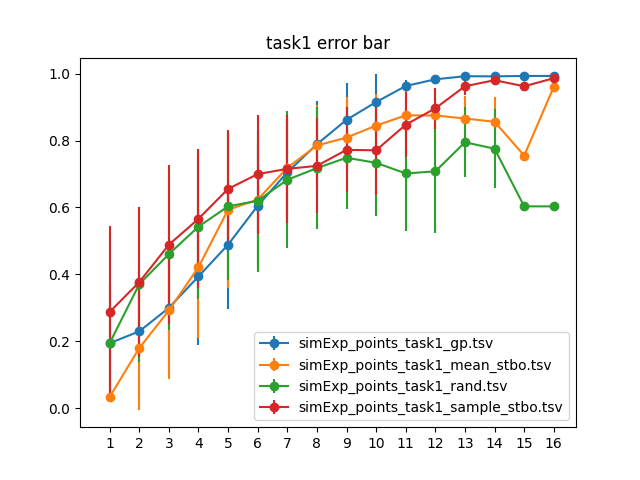 task1 error bar
1.0
0.8
0.6
0.4
0.2
0.0
simExp_points_task1_gp.tsv
simExp_points_task1_mean_stbo.tsv
simExp_points_task1_rand.tsv
simExp_points_task1_sample_stbo.tsv
1 2 3 4 5 6 7 8 9 10 11 12 13 14 15 16